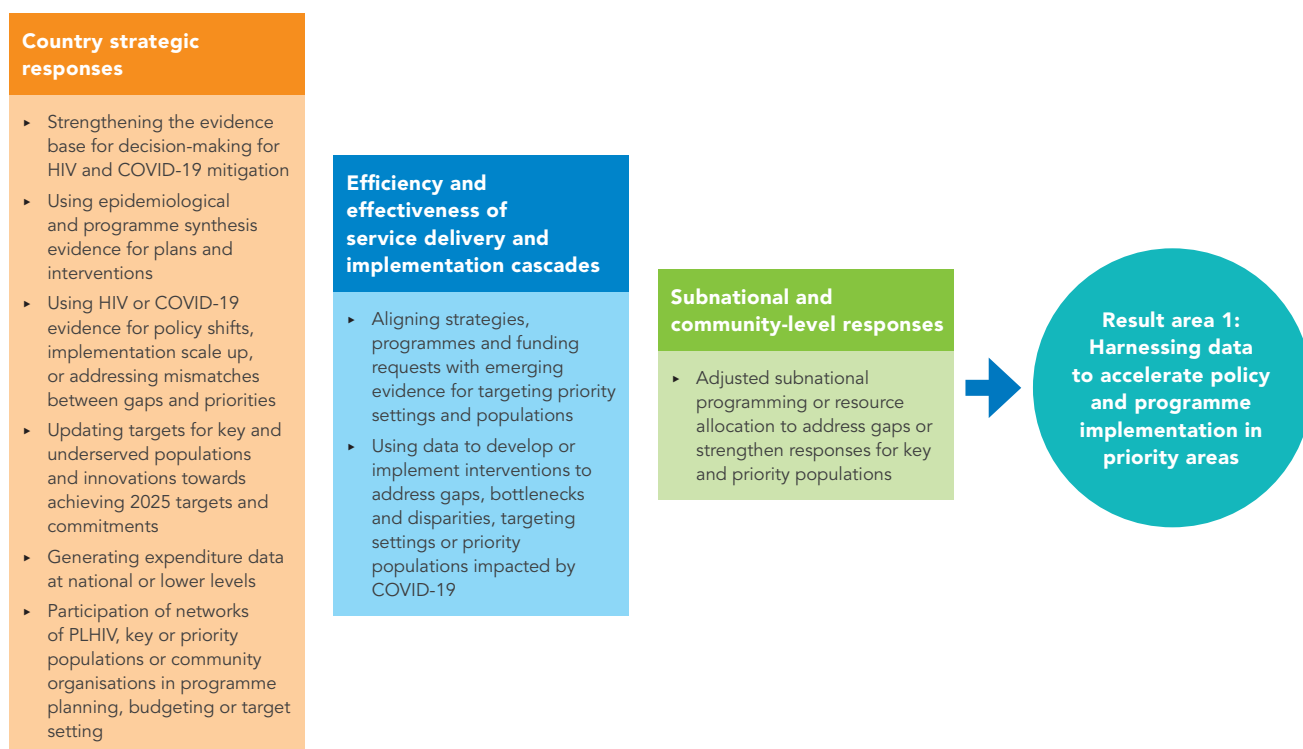 Country strategic
responses
▸ Strengthening the evidence
base for decision-making for
HIV and COVID-19 mitigation
▸ Using epidemiological
and programme synthesis
evidence for plans and
interventions
▸ Using HIV or COVID-19
evidence for policy shifts,
implementation scale up,
or addressing mismatches
between gaps and priorities
▸ Updating targets for key and
underserved populations
and innovations towards
achieving 2025 targets and
commitments
▸ Generating expenditure data
at national or lower levels
▸ Participation of networks
of PLHIV, key or priority
populations or community
organisations in programme
planning, budgeting or target
setting
Efficiency and
effectiveness of
service delivery and
implementation cascades
▸ Aligning strategies,
programmes and funding
requests with emerging
evidence for targeting priority
settings and populations
▸ Using data to develop or
implement interventions to
address gaps, bottlenecks
and disparities, targeting
settings or priority
populations impacted by
COVID-19
Subnational and
community-level responses
▸ Adjusted subnational
programming or resource
allocation to address gaps or
strengthen responses for key
and priority populations
Result area 1:
Harnessing data
to accelerate policy
and programme
implementation in
priority areas